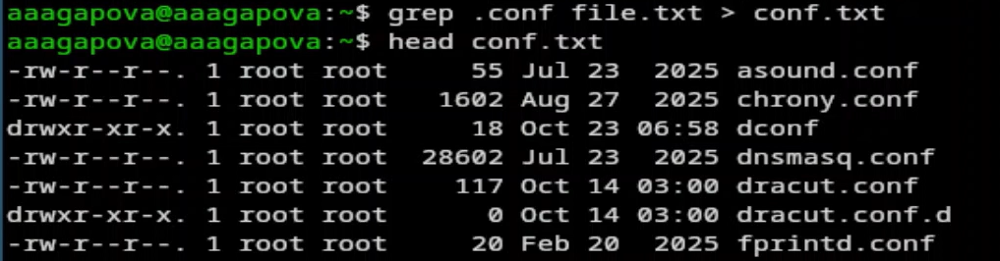 aaagapova@aaagapova:~$ grep .conf file.txt > conf.txt
aaagapova@aaagapova:~$ head conf.txt
-rw-r--r--. 1 root root     55 Jul 23  2025 asound.conf
-rw-r--r--. 1 root root   1602 Aug 27  2025 chrony.conf
drwxr-xr-x. 1 root root     18 Oct 23 06:58 dconf
-rw-r--r--. 1 root root  28602 Jul 23  2025 dnsmasq.conf
-rw-r--r--. 1 root root    117 Oct 14 03:00 dracut.conf
drwxr-xr-x. 1 root root      0 Oct 14 03:00 dracut.conf.d
-rw-r--r--. 1 root root     20 Feb 20  2025 fprintd.conf